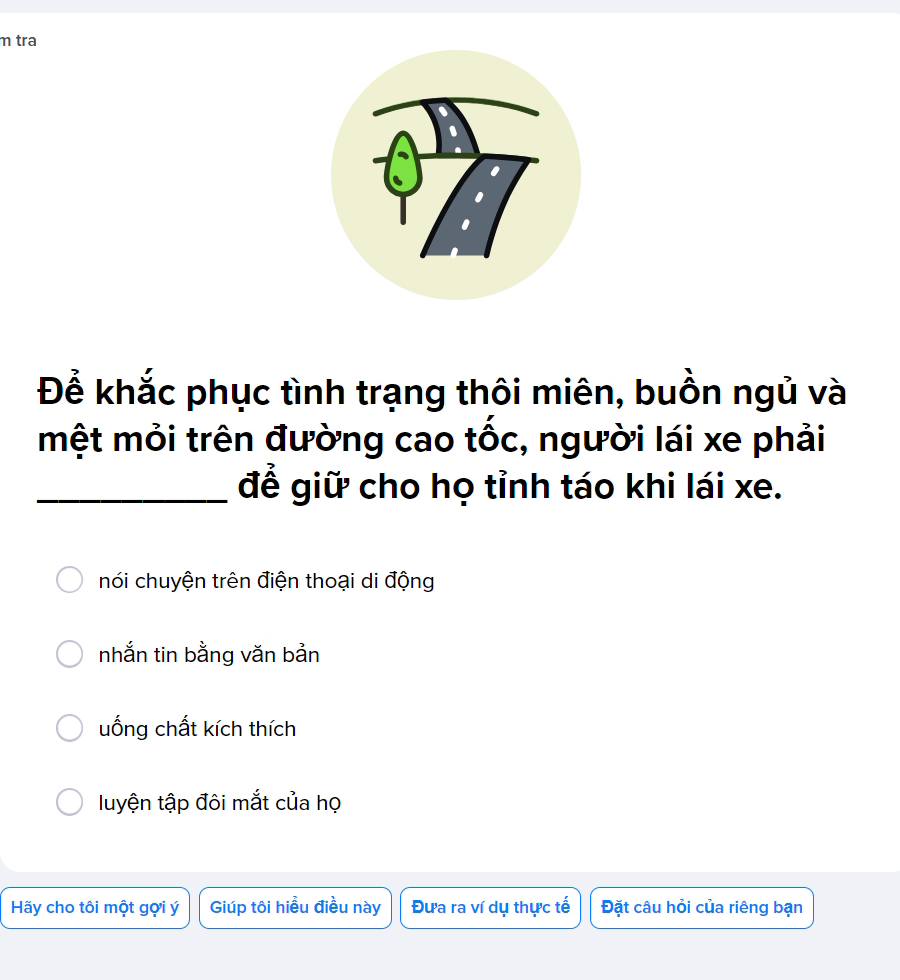 m tra
Để khắc phục tình trạng thôi miên, buồn ngủ và
mệt mỏi trên đường cao tốc, người lái xe phải
__________ để giữ cho họ tỉnh táo khi lái xe.
nói chuyện trên điện thoại di động
nhắn tin bằng văn bản
uống chất kích thích
luyện tập đôi mắt của họ
Hãy cho tôi một gợi ý
Giúp tôi hiểu điều này
Đưa ra ví dụ thực tế
Đặt câu hỏi của riêng bạn